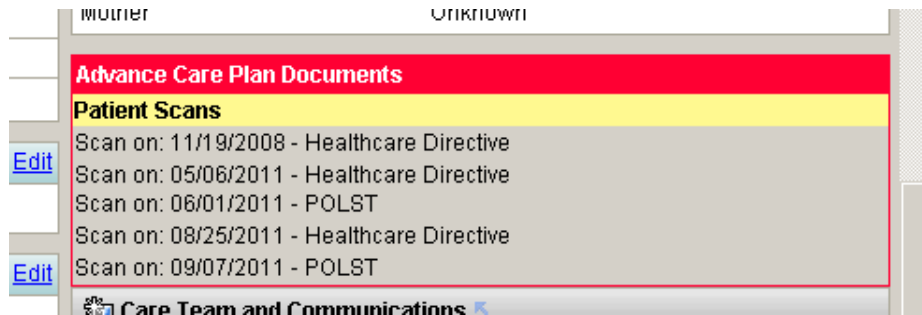 Mother Unknown
Advance Care Plan Documents
Patient Scans
Scan on: 11/19/2008 - Healthcare Directive
Edit
Scan on: 05/06/2011 - Healthcare Directive
Scan on: 06/01/2011 - POLST
Scan on: 08/25/2011 - Healthcare Directive
Edit
Scan on: 09/07/2011 - POLST
Care Team and Communications